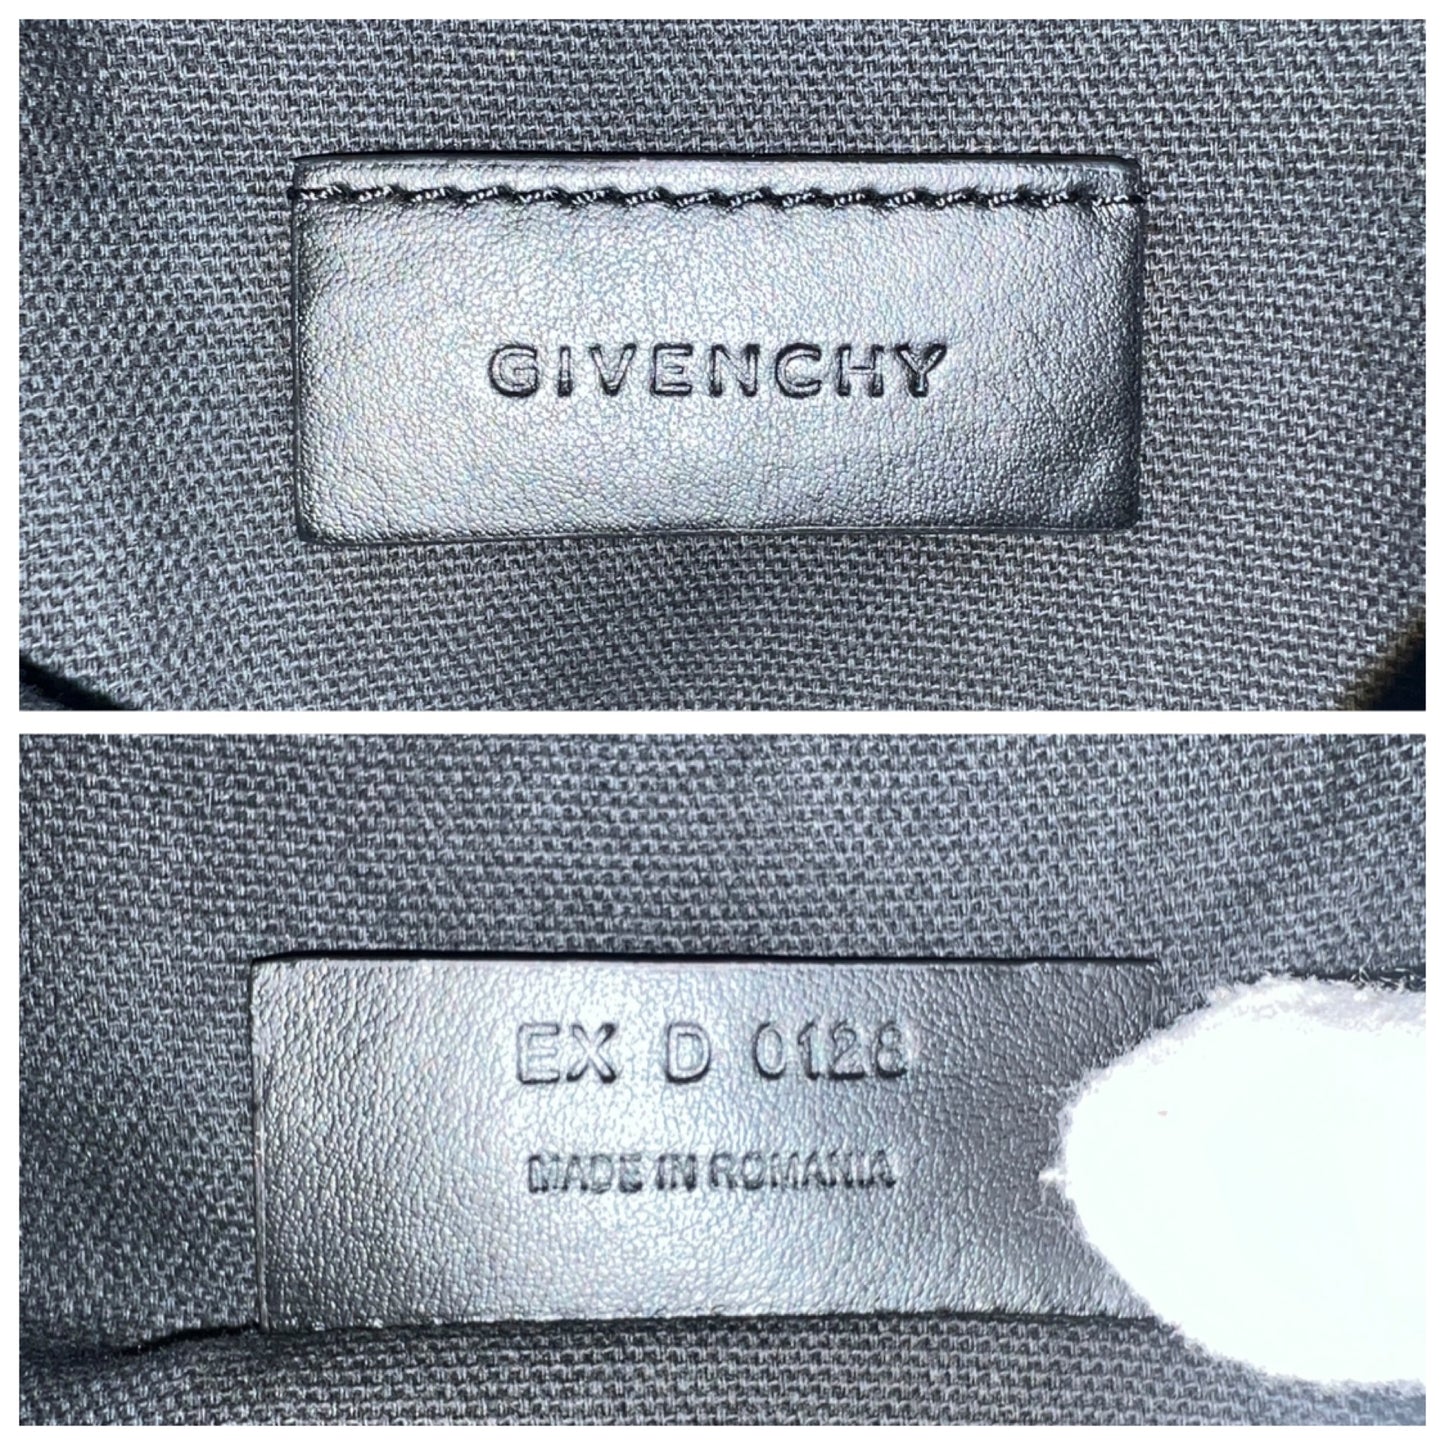 GIVENCHY
EX D 0128
MADE IN ROMANIA